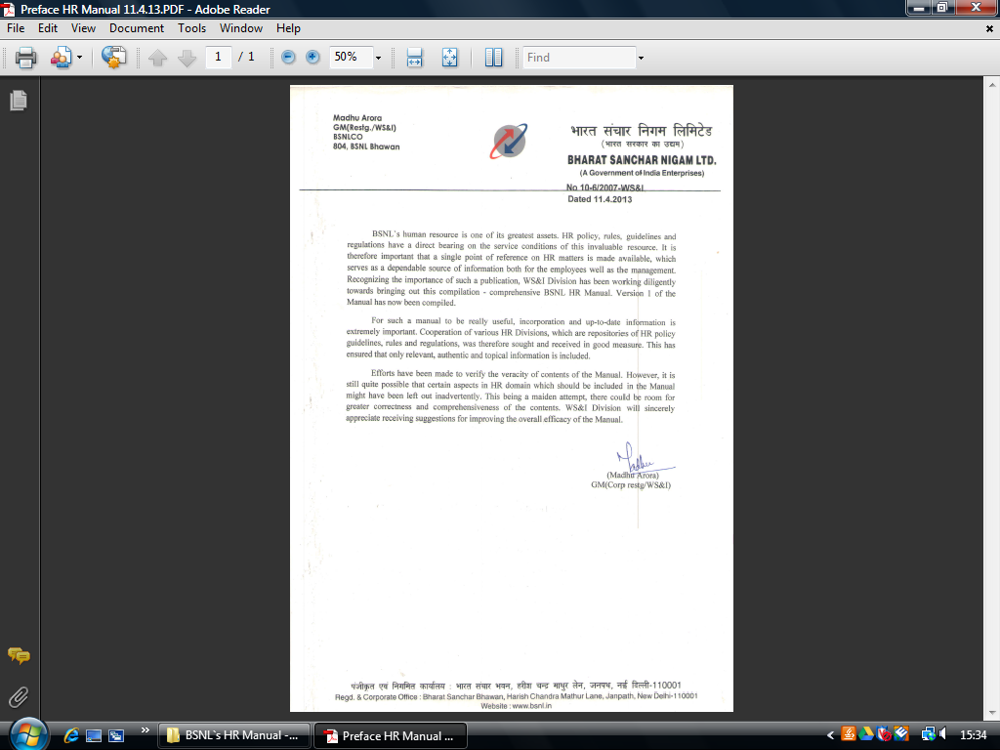 Preface HR Manual 11.4.13.PDF - Adobe Reader
File Edit View Document Tools Window Help
1 / 1 50% Find
Madhu Arora
GM(Restg./WS&I)
BSNLCO
804, BSNL Bhawan
भारत संचार निगम लिमिटेड
(भारत सरकार का उद्यम)
BHARAT SANCHAR NIGAM LTD.
(A Government of India Enterprises)
No 10-6/2007-WS&I
Dated 11.4.2013
BSNL's human resource is one of its greatest assets. HR policy, rules, guidelines and
regulations have a direct bearing on the service conditions of this invaluable resource. It is
therefore important that a single point of reference on HR matters is made available, which
serves as a dependable source of information both for the employees well as the management.
Recognizing the importance of such a publication, WS&I Division has been working diligently
towards bringing out this compilation - comprehensive BSNL HR Manual. Version 1 of the
Manual has now been compiled.
For such a manual to be really useful, incorporation and up-to-date information is
extremely important. Cooperation of various HR Divisions, which are repositories of HR policy
guidelines, rules and regulations, was therefore sought and received in good measure. This has
ensured that only relevant, authentic and topical information is included.
Efforts have been made to verify the veracity of contents of the Manual. However, it is
still quite possible that certain aspects in HR domain which should be included in the Manual
might have been left out inadvertently. This being a maiden attempt, there could be room for
greater correctness and comprehensiveness of the contents. WS&I Division will sincerely
appreciate receiving suggestions for improving the overall efficacy of the Manual.
Madhu
(Madhu Arora)
GM(Corp restg/WS&I)
पंजीकृत एवं निगमित कार्यालय : भारत संचार भवन, हरीश चन्द्र माथुर लेन, जनपथ, नई दिल्ली-110001
Regd. & Corporate Office : Bharat Sanchar Bhawan, Harish Chandra Mathur Lane, Janpath, New Delhi-110001
Website : www.bsnl.in
BSNL`s HR Manual -... Preface HR Manual ... 15:34